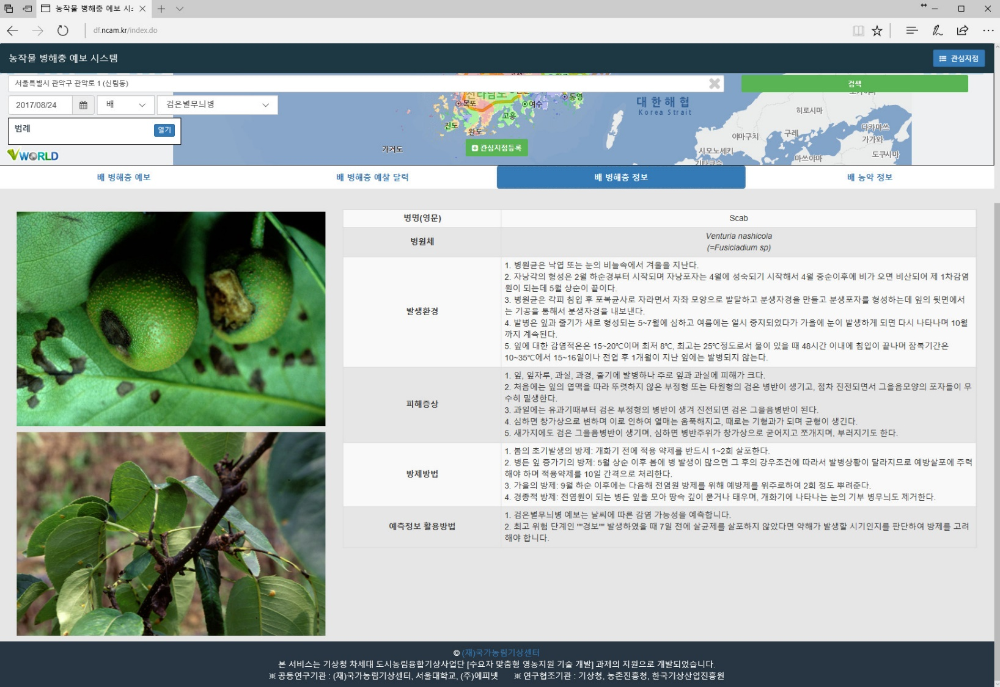 농작물 병해충 예보 시스
df.ncam.kr/index.do
농작물 병해충 예보 시스템
관심지점
서울특별시 관악구 관악로 1 (신림동)
검색
2017/08/24
배
검은별무늬병
범례
열기
VWORLD
목포
여수
통영
고흥
진도
완도
가거도
대한해협
Korea Strait
히로시마
야마구치
구레
다카마쓰
가가와
시모노세키
마쓰야마
도쿠시마
관심지점등록
배 병해충 예보
배 병해충 예찰 달력
배 병해충 정보
배 농약 정보
병명(영문)
Scab
병원체
Venturia nashicola
(=Fusicladium sp)
발생환경
1. 병원균은 낙엽 또는 눈의 비늘속에서 겨울을 지난다.
2. 자낭각의 형성은 2월 하순경부터 시작되며 자낭포자는 4월에 성숙되기 시작해서 4월 중순이후에 비가 오면 비산되어 제 1차감염
원이 되는데 5월 상순이 끝이다.
3. 병원균은 각피 침입 후 포복균사로 자라면서 자좌 모양으로 발달하고 분생자경을 만들고 분생포자를 형성하는데 잎의 뒷면에서
는 기공을 통해서 분생자경을 내보낸다.
4. 발병은 잎과 줄기가 새로 형성되는 5~7월에 심하고 여름에는 일시 중지되었다가 가을에 눈이 발생하게 되면 다시 나타나며 10월
까지 계속된다.
5. 잎에 대한 감염적온은 15~20℃이며 최저 8℃, 최고는 25℃정도로서 물이 있을 때 48시간 이내에 침입이 끝나며 잠복기간은
10~35℃에서 15~16일이나 전엽 후 1개월이 지난 잎에는 발병되지 않는다.
피해증상
1. 잎, 잎자루, 과실, 과경, 줄기에 발병하나 주로 잎과 과실에 피해가 크다.
2. 처음에는 잎의 엽맥을 따라 뚜렷하지 않은 부정형 또는 타원형의 검은 병반이 생기고, 점차 진전되면서 그을음모양의 포자들이 무
수히 밀생한다.
3. 과일에는 유과기때부터 검은 부정형의 병반이 생겨 진전되면 검은 그을음병반이 된다.
4. 심하면 창가상으로 변하며 이로 인하여 열매는 움푹해지고, 때로는 기형과가 되며 균형이 생긴다.
5. 새가지에도 검은 그을음병반이 생기며, 심하면 병반주위가 창가상으로 굳어지고 쪼개지며, 부러지기도 한다.
방제방법
1. 봄의 초기발생의 방제: 개화기 전에 적용 약제를 반드시 1~2회 살포한다.
2. 병든 잎 증가기의 방제: 5월 상순 이후 봄에 병 발생이 많으면 그 후의 강우조건에 따라서 발병상황이 달라지므로 예방살포에 주력
해야 하며 적용약제를 10일 간격으로 처리한다.
3. 가을의 방제: 9월 하순 이후에는 다음해 전염원 방제를 위해 예방제를 위주로하여 2회 정도 뿌려준다.
4. 경종적 방제: 전염원이 되는 병든 잎을 모아 땅속 깊이 묻거나 태우며, 개화기에 나타나는 눈의 기부 병무늬도 제거한다.
예측정보 활용방법
1. 검은별무늬병 예보는 날씨에 따른 감염 가능성을 예측합니다.
2. 최고 위험 단계인 ""경보"" 발생하였을 때 7일 전에 살균제를 살포하지 않았다면 약해가 발생할 시기인지를 판단하여 방제를 고려
해야 합니다.
© (재)국가농림기상센터
본 서비스는 기상청 차세대 도시농림융합기상사업단 [수요자 맞춤형 영농지원 기술 개발] 과제의 지원으로 개발되었습니다.
※ 공동연구기관 : (재)국가농림기상센터, 서울대학교, (주)에피넷 ※ 연구협조기관 : 기상청, 농촌진흥청, 한국기상산업진흥원